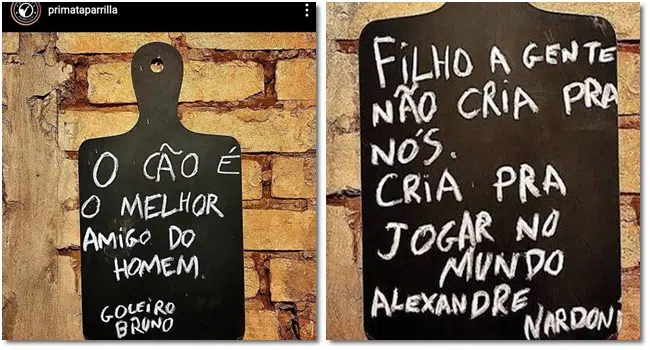 primataparrilla
O CÃO É
O MELHOR
AMIGO DO
HOMEM.
GOLEIRO
BRUNO
FILHO A GENTE
NÃO CRIA PRA
NÓS.
CRIA PRA
JOGAR NO
MUNDO
ALEXANDRE
NARDONI